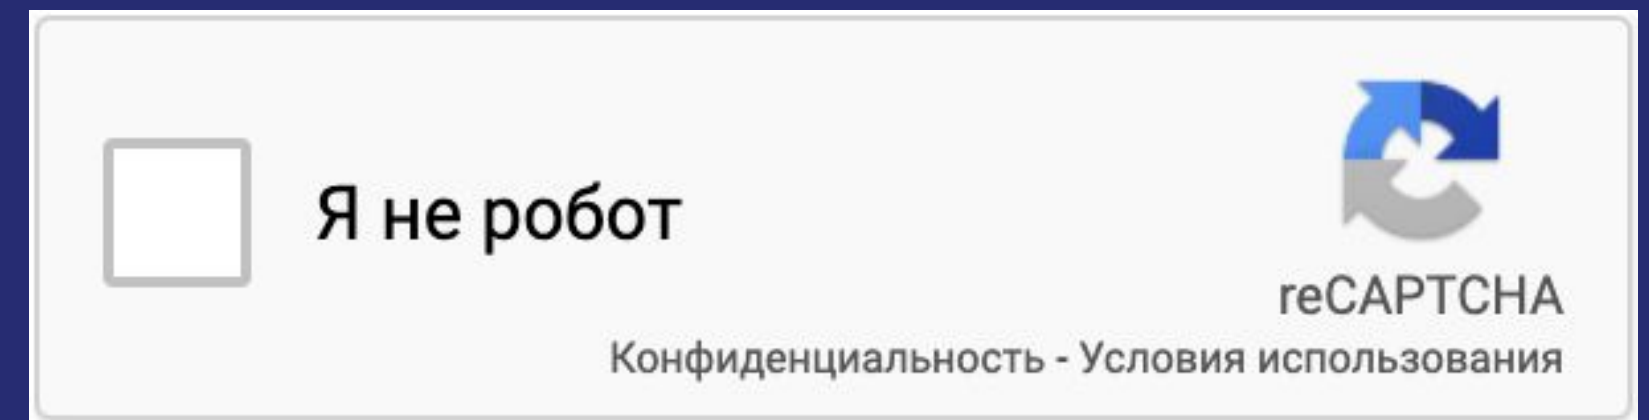 Я не робот
reCAPTCHA
Конфиденциальность - Условия использования